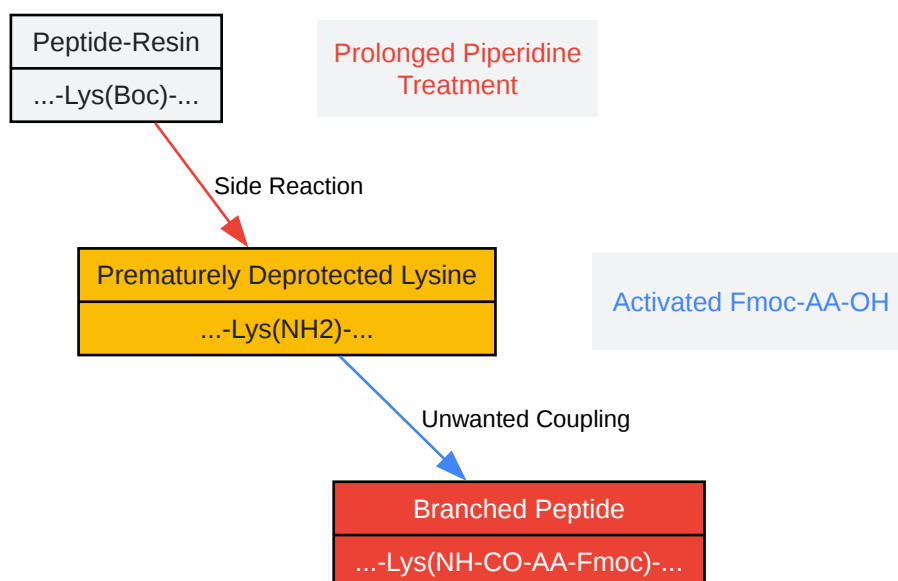 Peptide-Resin
...-Lys(Boc)-...
Prolonged Piperidine
Treatment
Side Reaction
Prematurely Deprotected Lysine
...-Lys(NH2)-...
Activated Fmoc-AA-OH
Unwanted Coupling
Branched Peptide
...-Lys(NH-CO-AA-Fmoc)-...